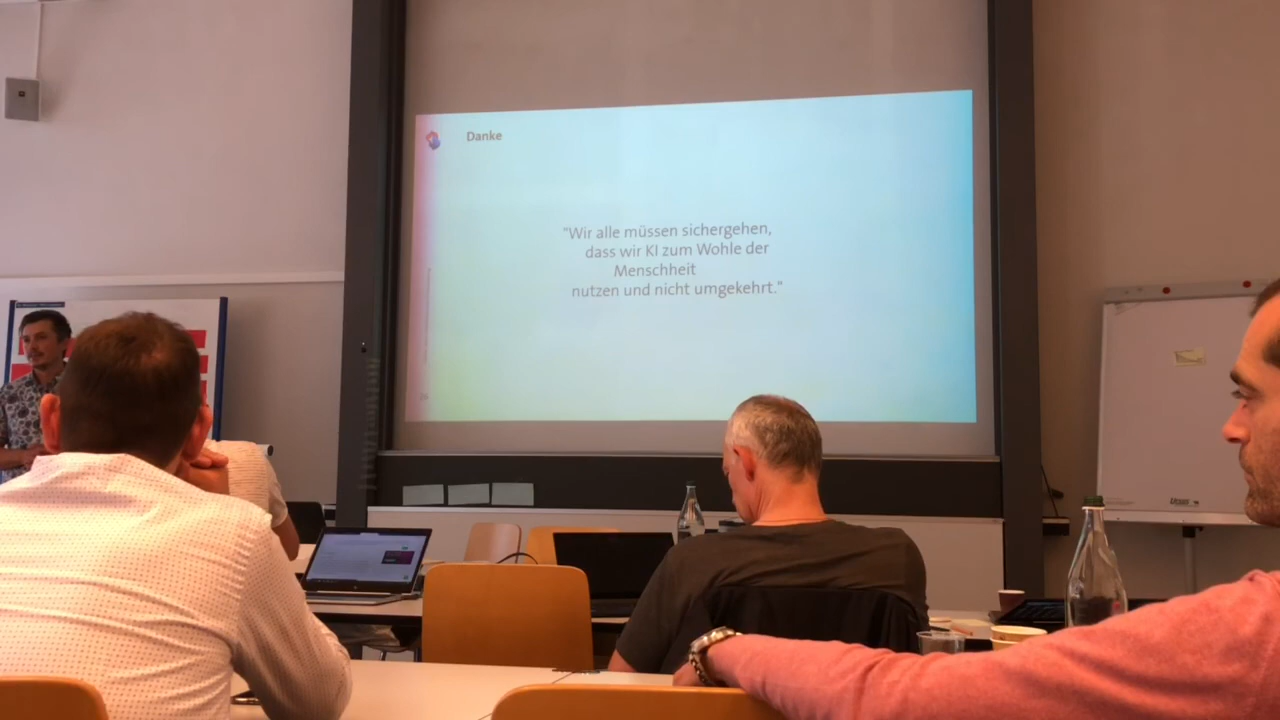 Danke
"Wir alle müssen sichergehen,
dass wir KI zum Wohle der
Menschheit
nutzen und nicht umgekehrt."